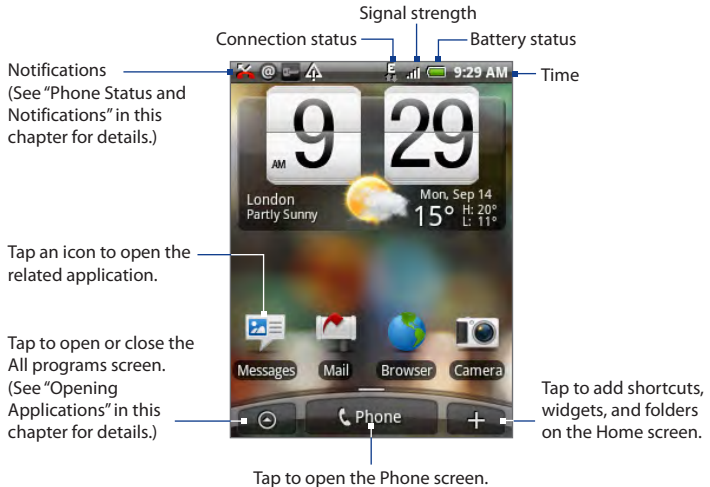 Signal strength
Connection status
Battery status
Notifications
(See “Phone Status and
Notifications” in this
chapter for details.)
9:29 AM
Time
AM
9
29
London
Partly Sunny
Mon, Sep 14
15°
H: 20°
L: 11°
Tap an icon to open the
related application.
Messages
Mail
Browser
Camera
Tap to open or close the
All programs screen.
(See “Opening
Applications” in this
chapter for details.)
Phone
Tap to add shortcuts,
widgets, and folders
on the Home screen.
Tap to open the Phone screen.